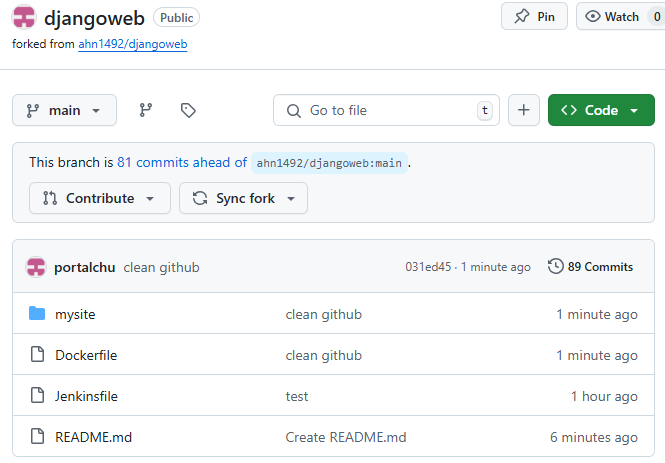 djangoweb Public Pin Watch 0
forked from ahn1492/djangoweb
main Go to file t Code
This branch is 81 commits ahead of ahn1492/djangoweb:main.
Contribute Sync fork
portalchu clean github 031ed45 · 1 minute ago 89 Commits
mysite clean github 1 minute ago
Dockerfile clean github 1 minute ago
Jenkinsfile test 1 hour ago
README.md Create README.md 6 minutes ago